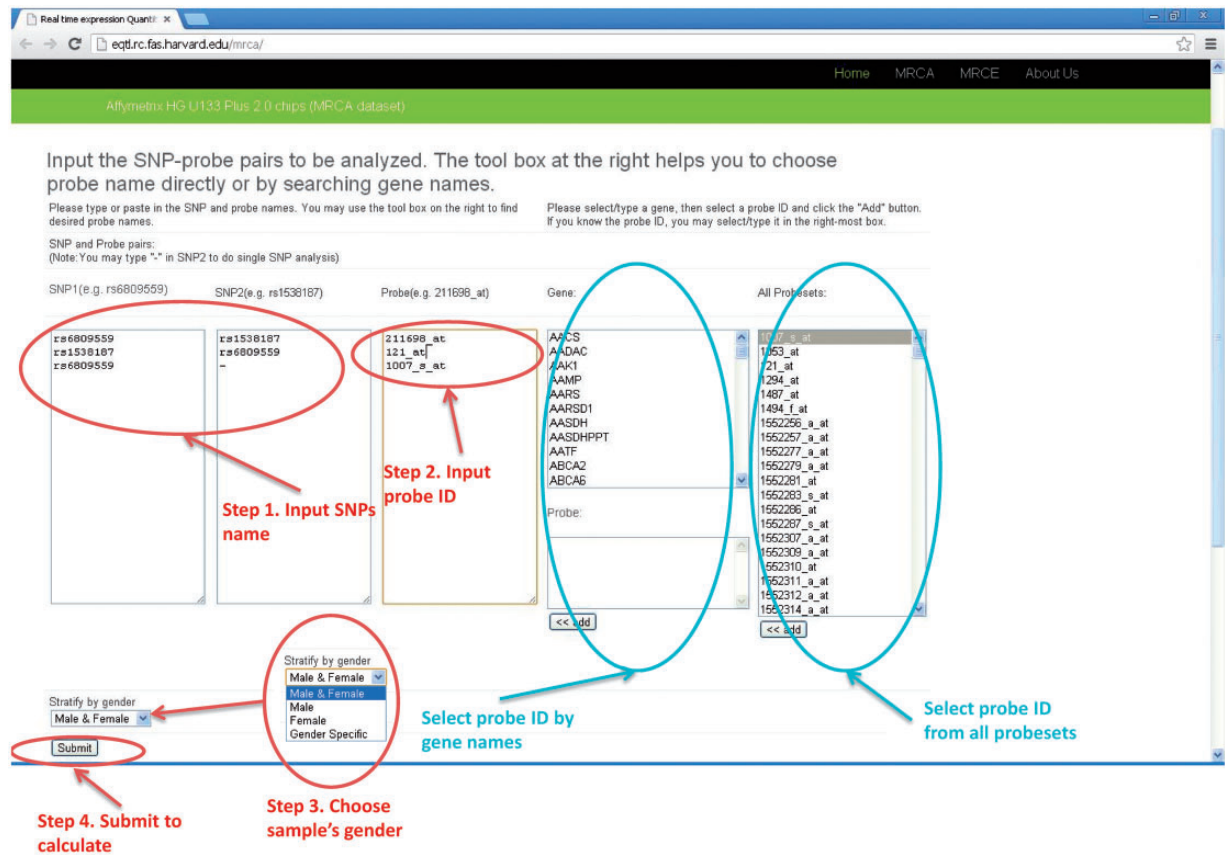 Real time expression Quanti
eqtl.rc.fas.harvard.edu/mrca/
Home MRCA MRCE About Us
Affymetrix HG U133 Plus 2.0 chips (MRCA dataset)
Input the SNP-probe pairs to be analyzed. The tool box at the right helps you to choose
probe name directly or by searching gene names.
Please type or paste in the SNP and probe names. You may use the tool box on the right to find
desired probe names.
Please select/type a gene, then select a probe ID and click the "Add" button.
If you know the probe ID, you may select/type it in the right-most box.
SNP and Probe pairs:
(Note:You may type "-" in SNP2 to do single SNP analysis)
SNP1(e.g. rs6809559)
SNP2(e.g. rs1538187)
Probe(e.g. 211698_at)
Gene:
All Probesets:
rs6809559
rs1538187
rs6809559
rs1538187
rs6809559
-
211698_at
121_at
1007_s_at
AACS
AADAC
AAK1
AAMP
AARS
AARSD1
AASDH
AASDHPPT
AATF
ABCA2
ABCA6
Probe:
<< add
1007_s_at
1053_at
121_at
1294_at
1487_at
1494_f_at
1552256_a_at
1552257_a_at
1552277_a_at
1552279_a_at
1552281_at
1552283_s_at
1552286_at
1552287_s_at
1552307_a_at
1552309_a_at
1552310_at
1552311_a_at
1552312_a_at
1552314_a_at
<< add
Step 1. Input SNPs
name
Step 2. Input
probe ID
Stratify by gender
Male & Female
Male & Female
Male
Female
Gender Specific
Stratify by gender
Male & Female
Submit
Select probe ID by
gene names
Select probe ID
from all probesets
Step 3. Choose
sample's gender
Step 4. Submit to
calculate